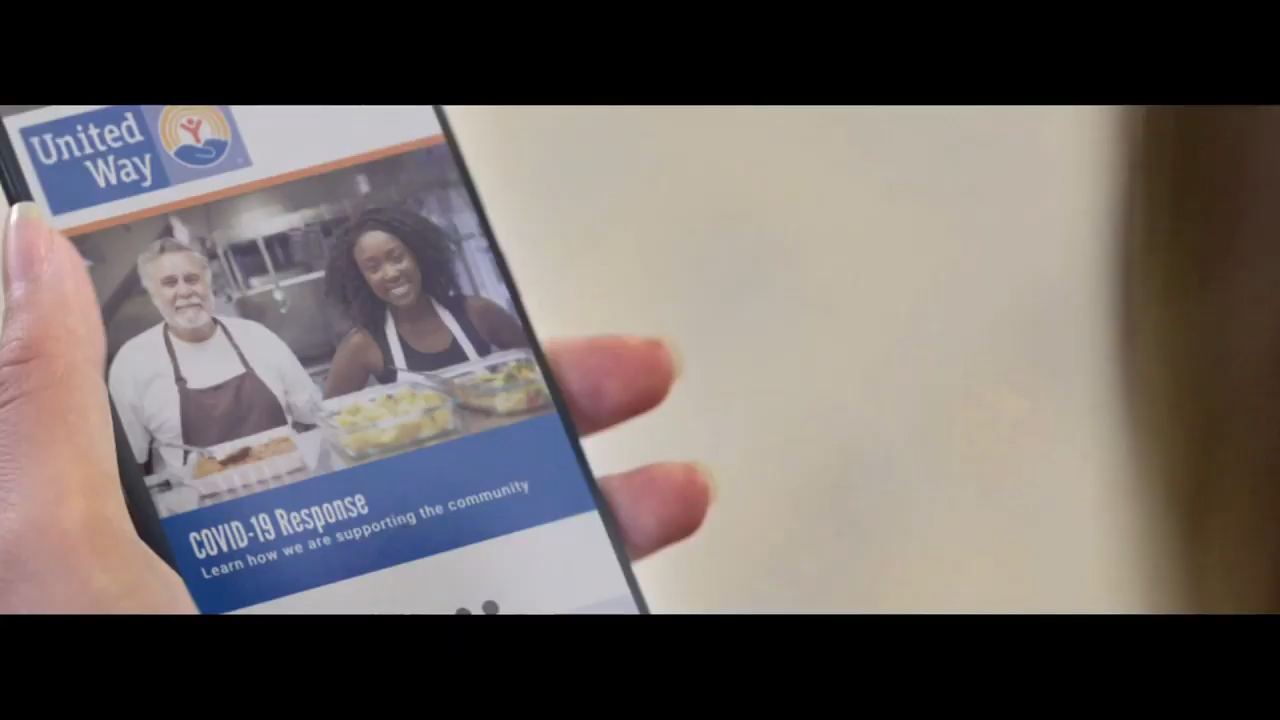 United
Way
COVID-19 Response
Learn how we are supporting the community